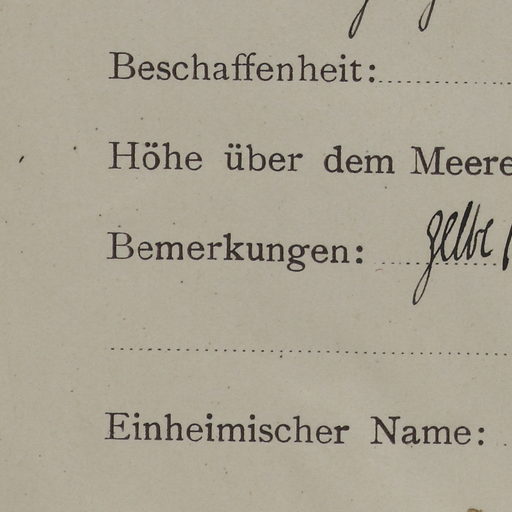 Beschaffenheit:
Höhe über dem Meere
Bemerkungen: gelbe
Einheimischer Name: